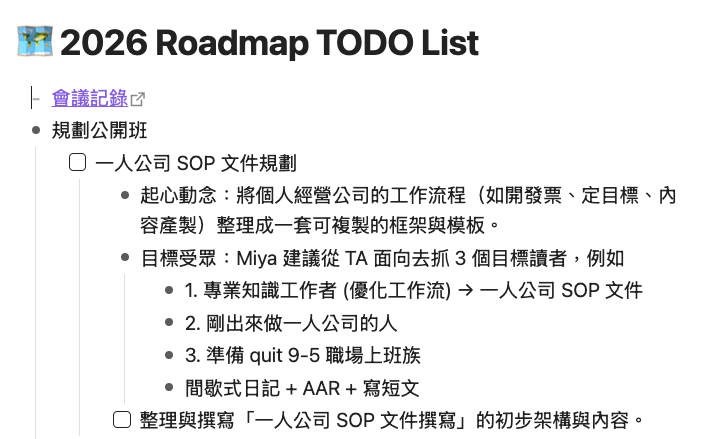 🗺️ 2026 Roadmap TODO List
會議記錄
規劃公開班
一人公司 SOP 文件規劃
起心動念：將個人經營公司的工作流程（如開發票、定目標、內
容產製）整理成一套可複製的框架與模板。
目標受眾：Miya 建議從 TA 面向去抓 3 個目標讀者，例如
1. 專業知識工作者 (優化工作流) → 一人公司 SOP 文件
2. 剛出來做一人公司的人
3. 準備 quit 9-5 職場上班族
間歇式日記 + AAR + 寫短文
整理與撰寫「一人公司 SOP 文件撰寫」的初步架構與內容。